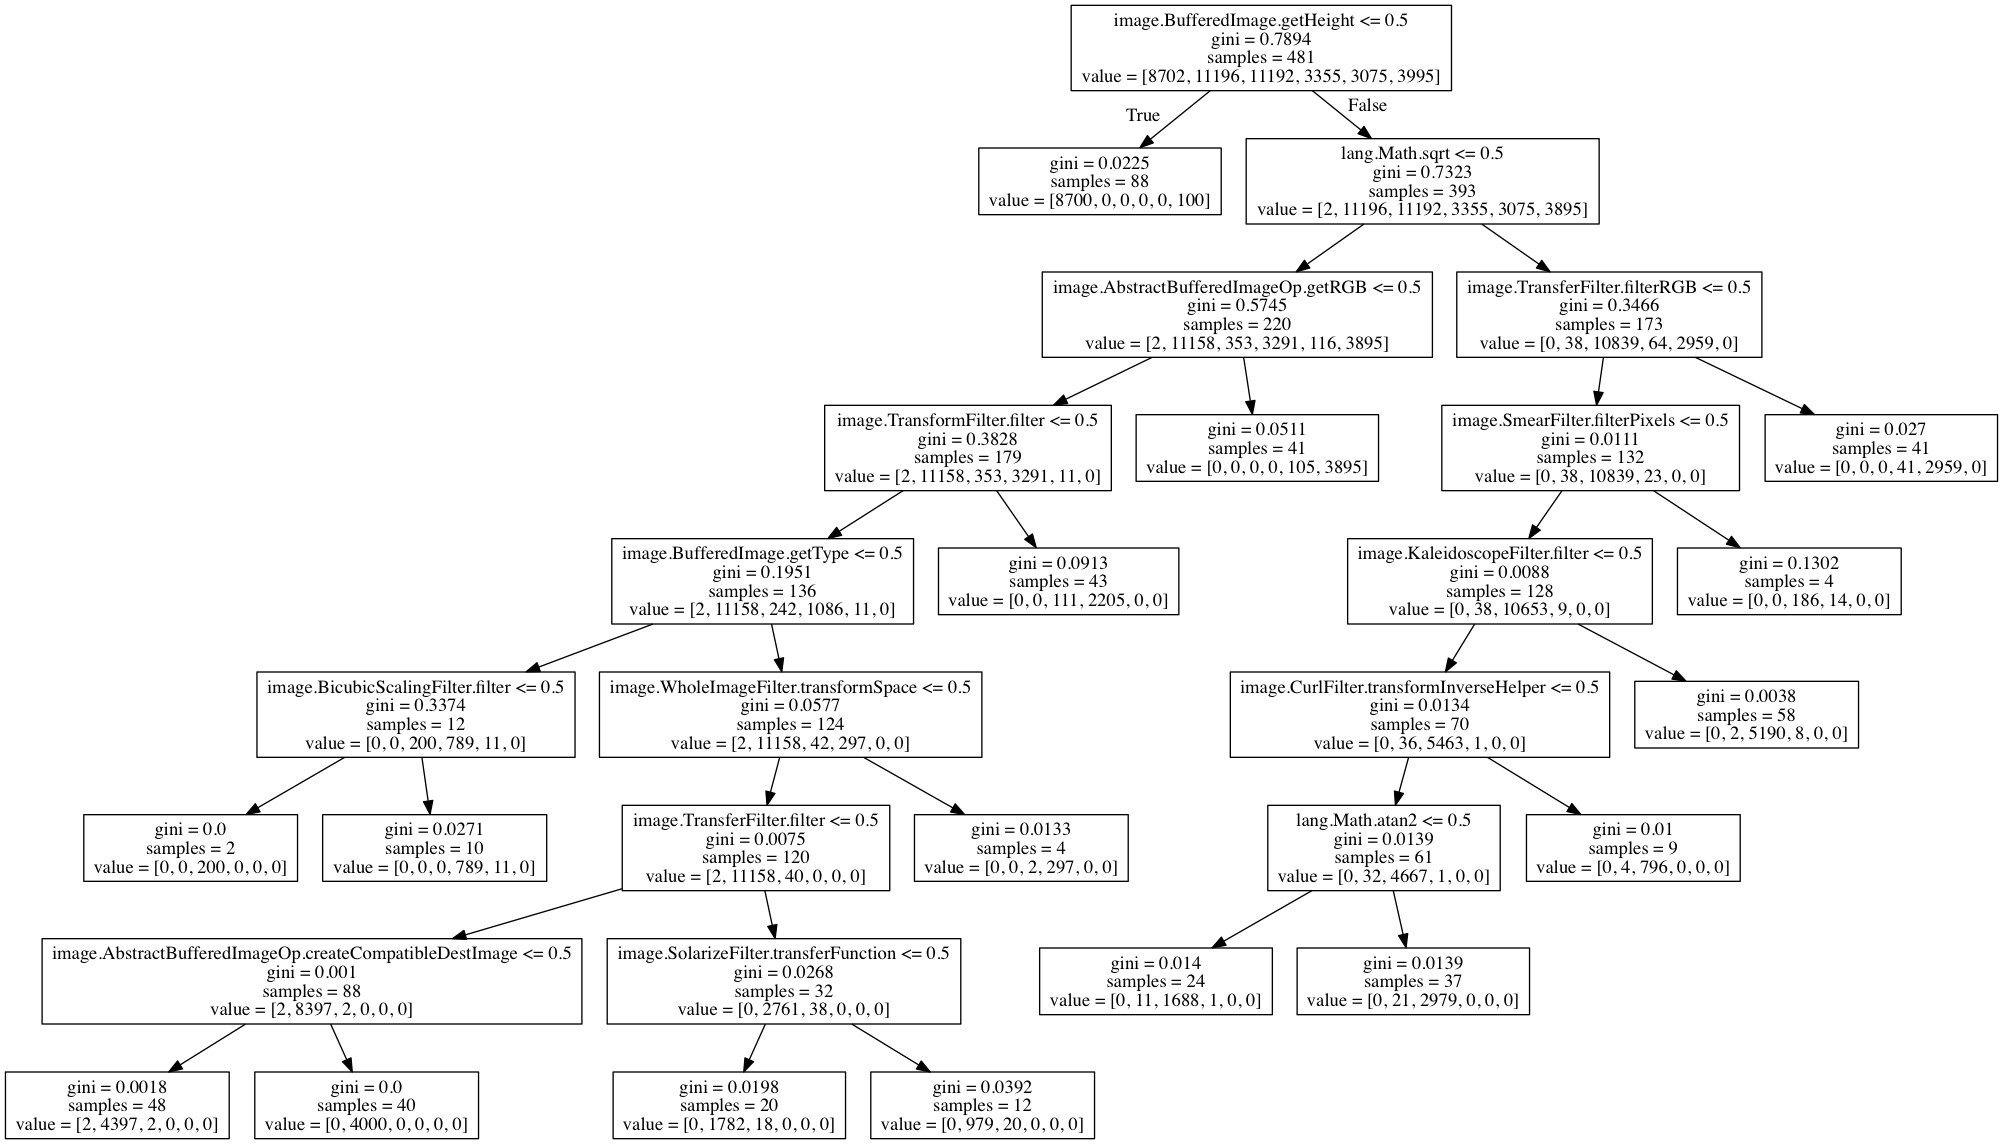 image.BufferedImage.getHeight <= 0.5
gini = 0.7894
samples = 481
value = [8702, 11196, 11192, 3355, 3075, 3995]
True
False
gini = 0.0225
samples = 88
value = [8700, 0, 0, 0, 0, 100]
lang.Math.sqrt <= 0.5
gini = 0.7323
samples = 393
value = [2, 11196, 11192, 3355, 3075, 3895]
image.AbstractBufferedImageOp.getRGB <= 0.5
gini = 0.5745
samples = 220
value = [2, 11158, 353, 3291, 116, 3895]
image.TransferFilter.filterRGB <= 0.5
gini = 0.3466
samples = 173
value = [0, 38, 10839, 64, 2959, 0]
image.TransformFilter.filter <= 0.5
gini = 0.3828
samples = 179
value = [2, 11158, 353, 3291, 11, 0]
gini = 0.0511
samples = 41
value = [0, 0, 0, 0, 105, 3895]
image.SmearFilter.filterPixels <= 0.5
gini = 0.0111
samples = 132
value = [0, 38, 10839, 23, 0, 0]
gini = 0.027
samples = 41
value = [0, 0, 0, 41, 2959, 0]
image.BufferedImage.getType <= 0.5
gini = 0.1951
samples = 136
value = [2, 11158, 242, 1086, 11, 0]
gini = 0.0913
samples = 43
value = [0, 0, 111, 2205, 0, 0]
image.KaleidoscopeFilter.filter <= 0.5
gini = 0.0088
samples = 128
value = [0, 38, 10653, 9, 0, 0]
gini = 0.1302
samples = 4
value = [0, 0, 186, 14, 0, 0]
image.BicubicScalingFilter.filter <= 0.5
gini = 0.3374
samples = 12
value = [0, 0, 200, 789, 11, 0]
image.WholeImageFilter.transformSpace <= 0.5
gini = 0.0577
samples = 124
value = [2, 11158, 42, 297, 0, 0]
image.CurlFilter.transformInverseHelper <= 0.5
gini = 0.0134
samples = 70
value = [0, 36, 5463, 1, 0, 0]
gini = 0.0038
samples = 58
value = [0, 2, 5190, 8, 0, 0]
gini = 0.0
samples = 2
value = [0, 0, 200, 0, 0, 0]
gini = 0.0271
samples = 10
value = [0, 0, 0, 789, 11, 0]
image.TransferFilter.filter <= 0.5
gini = 0.0075
samples = 120
value = [2, 11158, 40, 0, 0, 0]
gini = 0.0133
samples = 4
value = [0, 0, 2, 297, 0, 0]
lang.Math.atan2 <= 0.5
gini = 0.0139
samples = 61
value = [0, 32, 4667, 1, 0, 0]
gini = 0.01
samples = 9
value = [0, 4, 796, 0, 0, 0]
image.AbstractBufferedImageOp.createCompatibleDestImage <= 0.5
gini = 0.001
samples = 88
value = [2, 8397, 2, 0, 0, 0]
image.SolarizeFilter.transferFunction <= 0.5
gini = 0.0268
samples = 32
value = [0, 2761, 38, 0, 0, 0]
gini = 0.014
samples = 24
value = [0, 11, 1688, 1, 0, 0]
gini = 0.0139
samples = 37
value = [0, 21, 2979, 0, 0, 0]
gini = 0.0018
samples = 48
value = [2, 4397, 2, 0, 0, 0]
gini = 0.0
samples = 40
value = [0, 4000, 0, 0, 0, 0]
gini = 0.0198
samples = 20
value = [0, 1782, 18, 0, 0, 0]
gini = 0.0392
samples = 12
value = [0, 979, 20, 0, 0, 0]